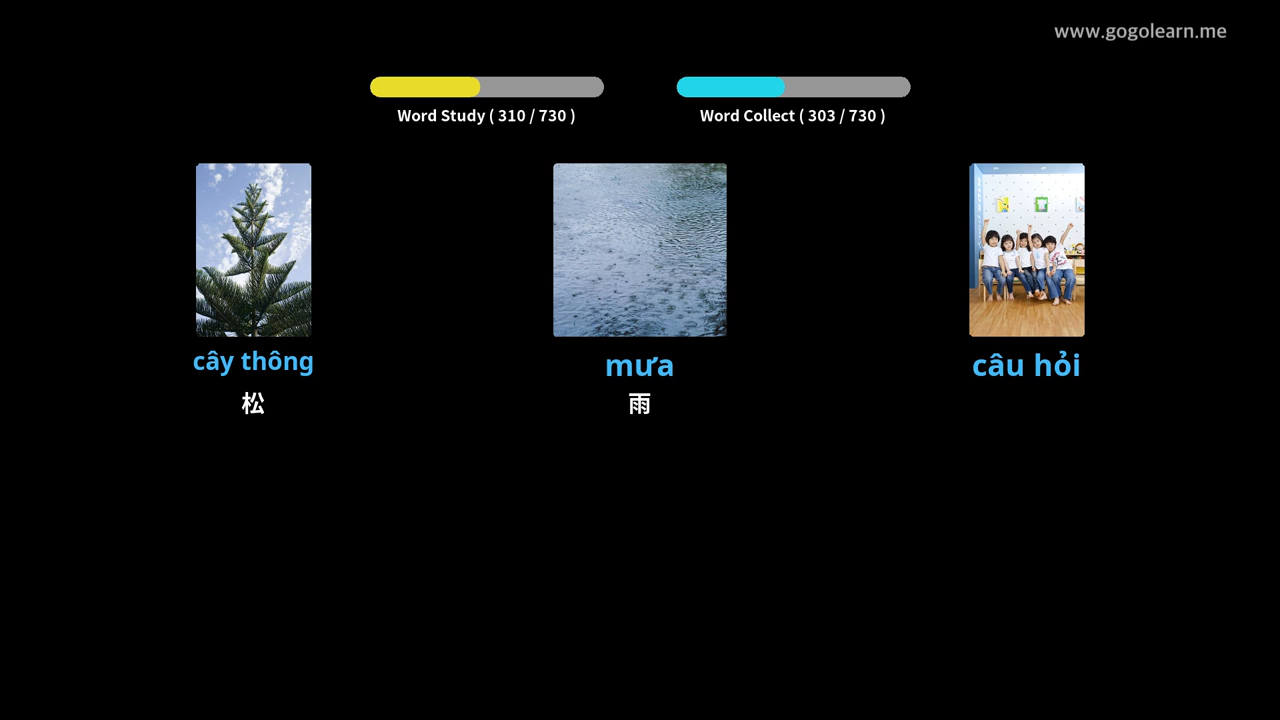 www.gogolearn.me
Word Study ( 310 / 730 )
Word Collect ( 303 / 730 )
cây thông
mưa
câu hỏi
松
雨